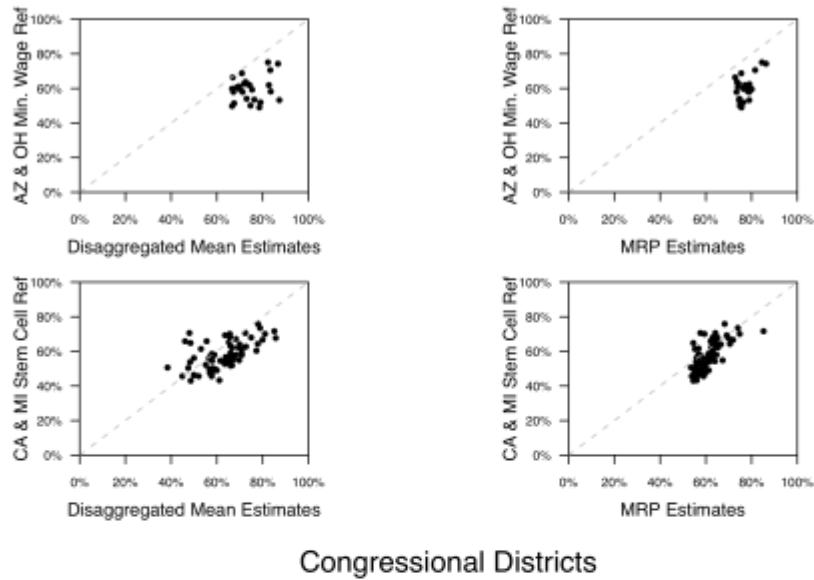 AZ & OH Min. Wage Ref
100%
80%
60%
40%
20%
0%
0% 20% 40% 60% 80% 100%
Disaggregated Mean Estimates
AZ & OH Min. Wage Ref
100%
80%
60%
40%
20%
0%
0% 20% 40% 60% 80% 100%
MRP Estimates
CA & MI Stem Cell Ref
100%
80%
60%
40%
20%
0%
0% 20% 40% 60% 80% 100%
Disaggregated Mean Estimates
CA & MI Stem Cell Ref
100%
80%
60%
40%
20%
0%
0% 20% 40% 60% 80% 100%
MRP Estimates
Congressional Districts